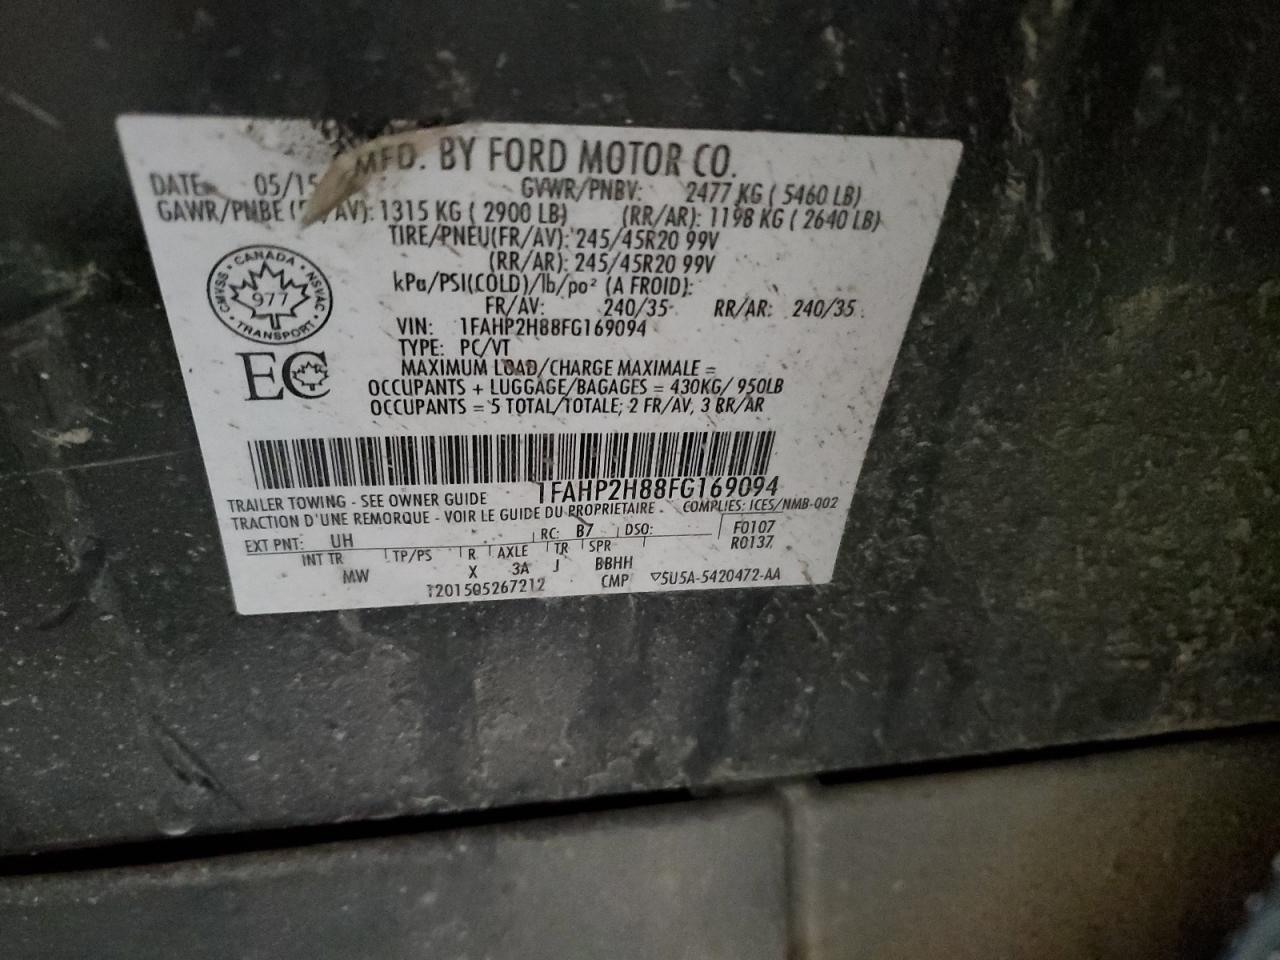 MFD. BY FORD MOTOR CO.
DATE: 05/15 GVWR/PNBV: 2477 KG ( 5460 LB)
GAWR/PNBE ( /AV): 1315 KG ( 2900 LB) (RR/AR): 1198 KG ( 2640 LB)
TIRE/PNEU(FR/AV): 245/45R20 99V
(RR/AR): 245/45R20 99V
kPa/PSI(COLD)/lb/po² (A FROID):
FR/AV: 240/35 RR/AR: 240/35
CANADA
CMVSS NSVAC
977
TRANSPORT
VIN: 1FAHP2H88FG169094
TYPE: PC/VT
EC
MAXIMUM LOAD/CHARGE MAXIMALE =
OCCUPANTS + LUGGAGE/BAGAGES = 430KG/ 950LB
OCCUPANTS = 5 TOTAL/TOTALE; 2 FR/AV, 3 RR/AR
1FAHP2H88FG169094
TRAILER TOWING - SEE OWNER GUIDE
TRACTION D'UNE REMORQUE - VOIR LE GUIDE DU PROPRIETAIRE - COMPLIES: ICES/NMB-002
EXT PNT: UH RC: B7 DSO: F0107
R0137
INT TR TP/PS R AXLE TR SPR
MW X 3A J BBHH
T201505267212 CMP ▽5U5A-5420472-AA